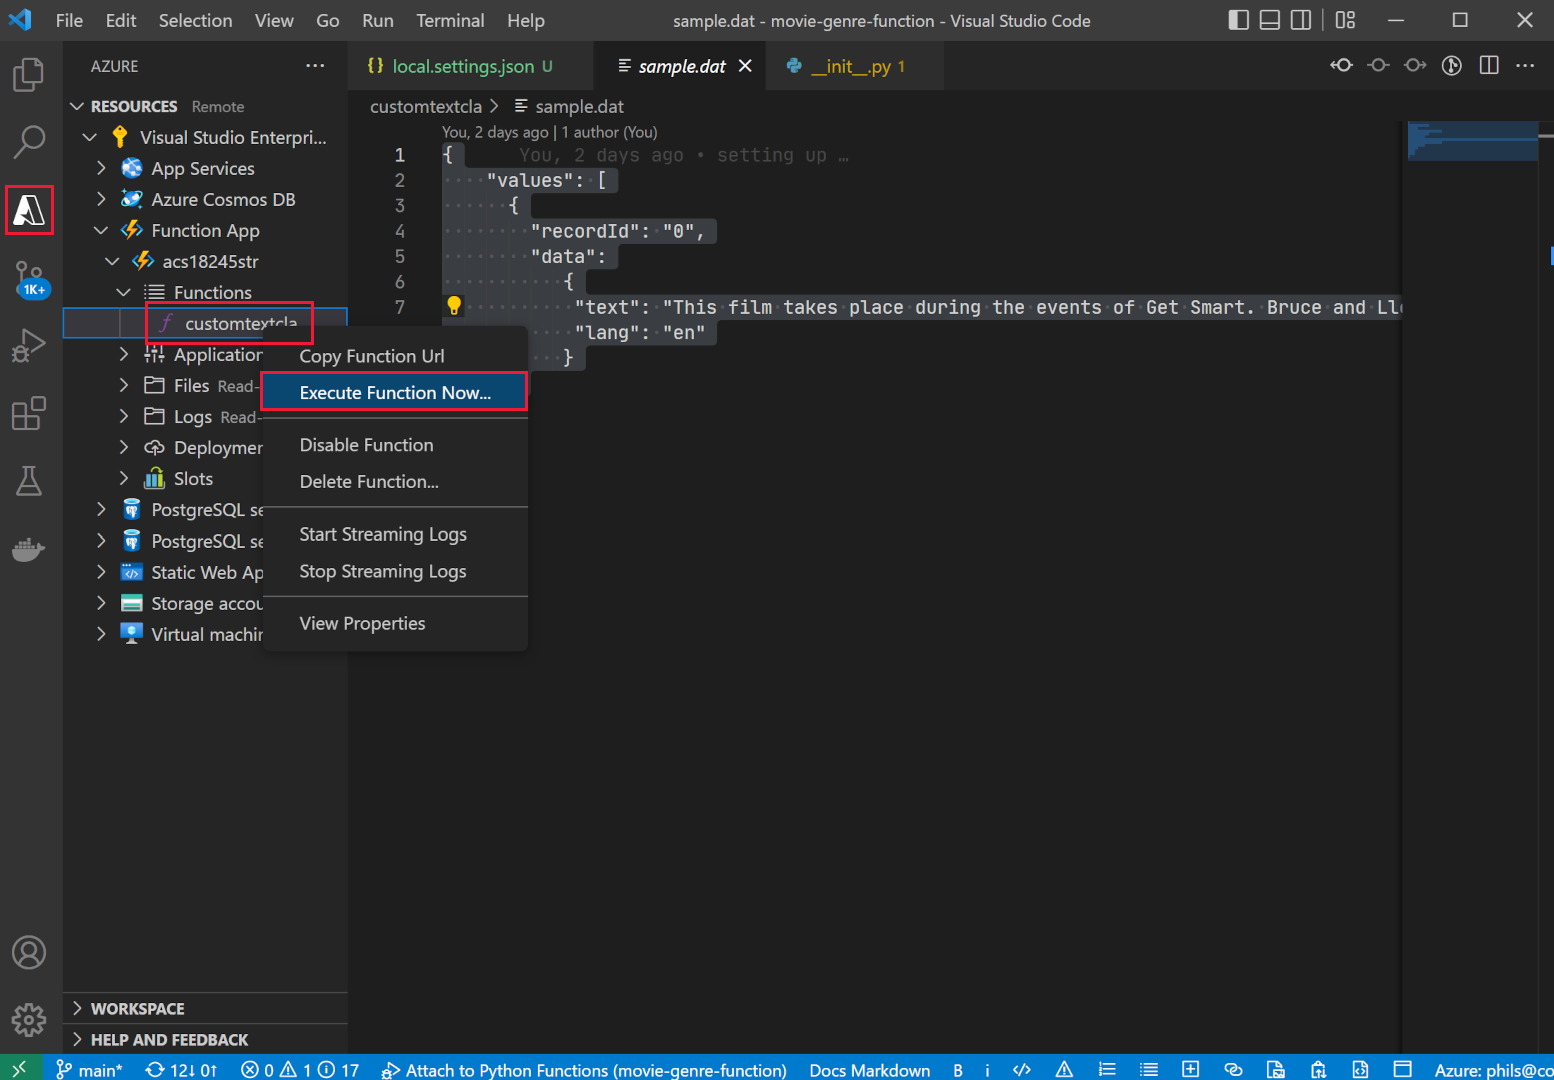 File Edit Selection View Go Run Terminal Help
sample.dat - movie-genre-function - Visual Studio Code
AZURE
RESOURCES Remote
Visual Studio Enterpri...
App Services
Azure Cosmos DB
Function App
acs18245str
Functions
customtextcla
Application
Files Read-
Logs Read-
Deploymen
Slots
PostgreSQL se
PostgreSQL se
Static Web Ap
Storage accou
Virtual machin
WORKSPACE
HELP AND FEEDBACK
1K+
Copy Function Url
Execute Function Now...
Disable Function
Delete Function...
Start Streaming Logs
Stop Streaming Logs
View Properties
{} local.settings.json U
sample.dat
__init__.py 1
customtextcla > sample.dat
You, 2 days ago | 1 author (You)
1 { You, 2 days ago • setting up …
2 "values": [
3 {
4 "recordId": "0",
5 "data":
6 {
7 "text": "This film takes place during the events of Get Smart. Bruce and Llo
"lang": "en"
}
main* 12↓ 0↑ 0 1 17 Attach to Python Functions (movie-genre-function) Docs Markdown B i </> Azure: phils@co